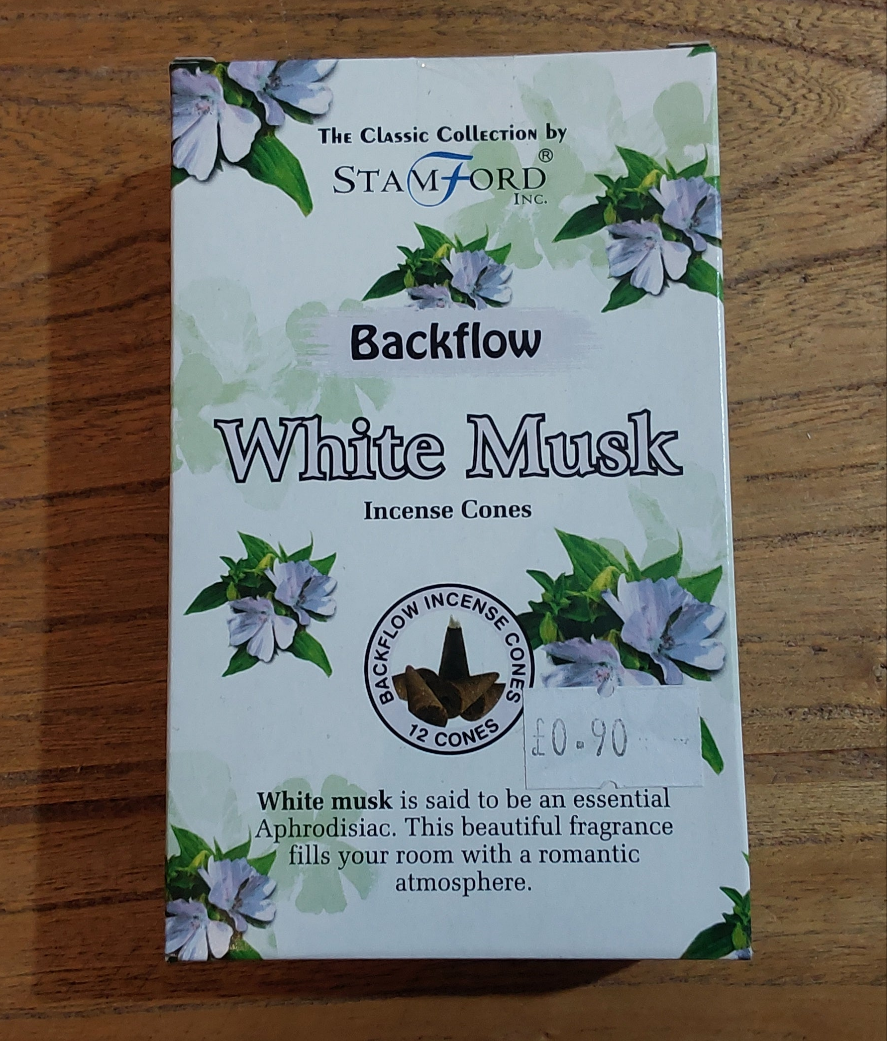 The Classic Collection by
STAMFORD®
INC.
Backflow
White Musk
Incense Cones
BACKFLOW INCENSE CONES
12 CONES
£0.90
White musk is said to be an essential
Aphrodisiac. This beautiful fragrance
fills your room with a romantic
atmosphere.